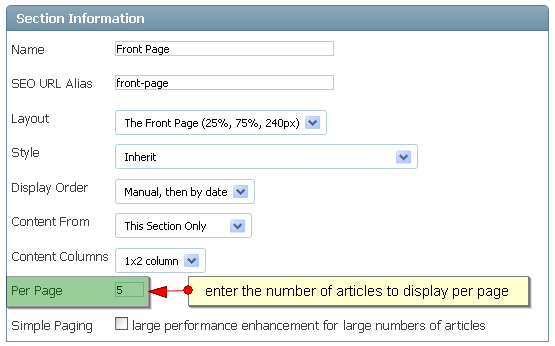 Section Information
Name Front Page
SEO URL Alias front-page
Layout The Front Page (25%, 75%, 240px)
Style Inherit
Display Order Manual, then by date
Content From This Section Only
Content Columns 1x2 column
Per Page 5 enter the number of articles to display per page
Simple Paging large performance enhancement for large numbers of articles